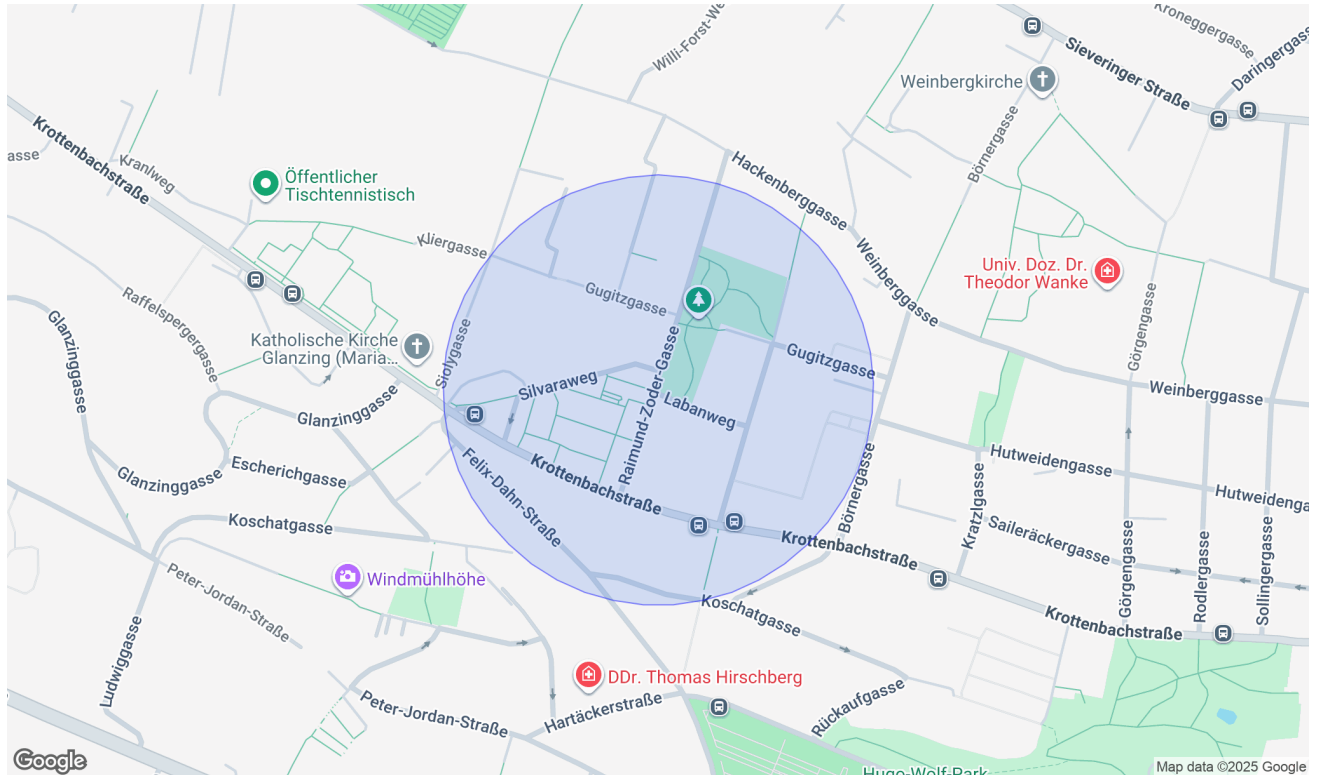 Kroneggergasse
Willi-Forst-We
Sieveringer Straße
Daringergasse
Weinbergkirche
Krottenbachstraße
asse
Kranlweg
Öffentlicher
Tischtennistisch
Hackenberggasse
Börnergasse
Kliergasse
Weinberggasse
Univ. Doz. Dr.
Theodor Wanke
Raffelspergergasse
Gugitzgasse
Görgengasse
Glanzinggasse
Katholische Kirche
Glanzing (Maria...
Siolygasse
Raimund-Zoder-Gasse
Gugitzgasse
Silvaraweg
Labanweg
Weinberggasse
Glanzinggasse
Glanzinggasse
Escherichgasse
Felix-Dahn-Straße
Krottenbachstraße
Börnergasse
Hutweidengasse
Hutweidenga
Kratzlgasse
Koschatgasse
Saileräckergasse
Krottenbachstraße
Görgengasse
Rodlergasse
Sollingergasse
Peter-Jordan-Straße
Windmühlhöhe
Koschatgasse
Krottenbachstraße
Ludwiggasse
DDr. Thomas Hirschberg
Peter-Jordan-Straße
Hartäckerstraße
Rückaufgasse
Hugo-Wolf-Park
Google
Map data ©2025 Google